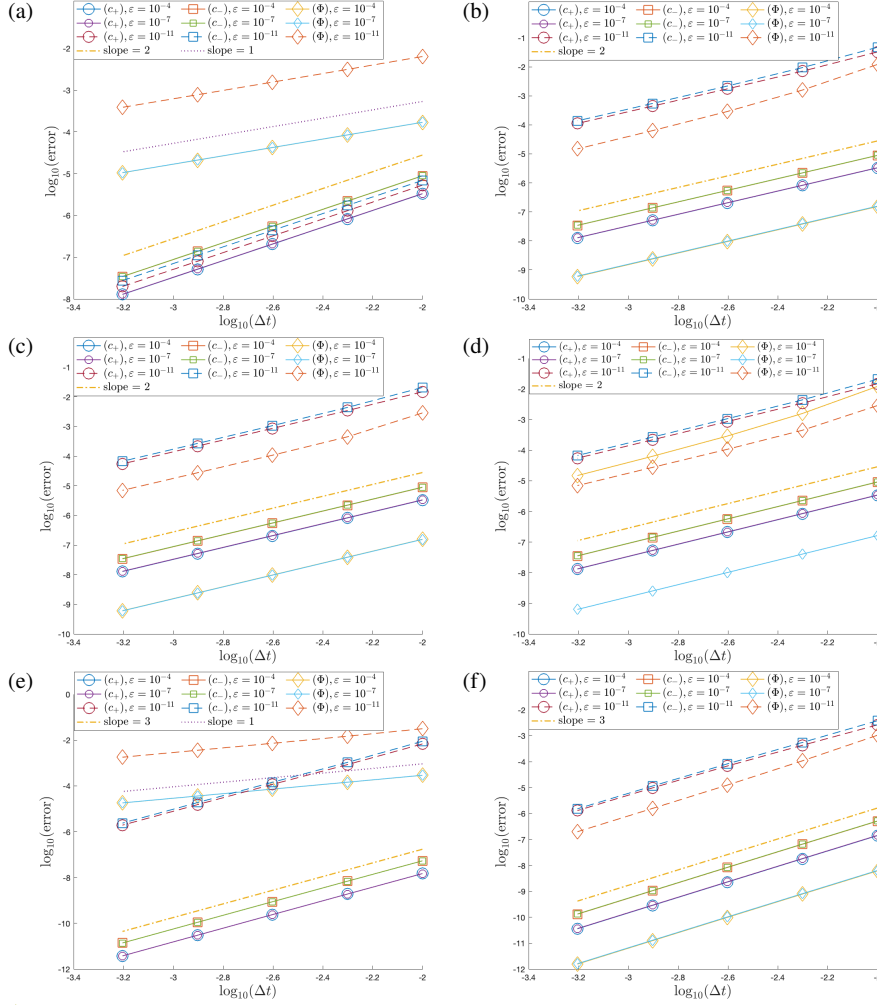 (a)
(c₊), ε = 10⁻⁴ (c₋), ε = 10⁻⁴ (Φ), ε = 10⁻⁴
(c₊), ε = 10⁻⁷ (c₋), ε = 10⁻⁷ (Φ), ε = 10⁻⁷
(c₊), ε = 10⁻¹¹ (c₋), ε = 10⁻¹¹ (Φ), ε = 10⁻¹¹
slope = 2 slope = 1
log₁₀(error)
-2
-3
-4
-5
-6
-7
-8
-3.4 -3.2 -3 -2.8 -2.6 -2.4 -2.2 -2
log₁₀(Δt)
(b)
(c₊), ε = 10⁻⁴ (c₋), ε = 10⁻⁴ (Φ), ε = 10⁻⁴
(c₊), ε = 10⁻⁷ (c₋), ε = 10⁻⁷ (Φ), ε = 10⁻⁷
(c₊), ε = 10⁻¹¹ (c₋), ε = 10⁻¹¹ (Φ), ε = 10⁻¹¹
slope = 2
log₁₀(error)
-1
-2
-3
-4
-5
-6
-7
-8
-9
-10
-3.4 -3.2 -3 -2.8 -2.6 -2.4 -2.2 -2
log₁₀(Δt)
(c)
(c₊), ε = 10⁻⁴ (c₋), ε = 10⁻⁴ (Φ), ε = 10⁻⁴
(c₊), ε = 10⁻⁷ (c₋), ε = 10⁻⁷ (Φ), ε = 10⁻⁷
(c₊), ε = 10⁻¹¹ (c₋), ε = 10⁻¹¹ (Φ), ε = 10⁻¹¹
slope = 2
log₁₀(error)
-1
-2
-3
-4
-5
-6
-7
-8
-9
-10
-3.4 -3.2 -3 -2.8 -2.6 -2.4 -2.2 -2
log₁₀(Δt)
(d)
(c₊), ε = 10⁻⁴ (c₋), ε = 10⁻⁴ (Φ), ε = 10⁻⁴
(c₊), ε = 10⁻⁷ (c₋), ε = 10⁻⁷ (Φ), ε = 10⁻⁷
(c₊), ε = 10⁻¹¹ (c₋), ε = 10⁻¹¹ (Φ), ε = 10⁻¹¹
slope = 2
log₁₀(error)
-1
-2
-3
-4
-5
-6
-7
-8
-9
-10
-3.4 -3.2 -3 -2.8 -2.6 -2.4 -2.2 -2
log₁₀(Δt)
(e)
(c₊), ε = 10⁻⁴ (c₋), ε = 10⁻⁴ (Φ), ε = 10⁻⁴
(c₊), ε = 10⁻⁷ (c₋), ε = 10⁻⁷ (Φ), ε = 10⁻⁷
(c₊), ε = 10⁻¹¹ (c₋), ε = 10⁻¹¹ (Φ), ε = 10⁻¹¹
slope = 3 slope = 1
log₁₀(error)
0
-2
-4
-6
-8
-10
-12
-3.4 -3.2 -3 -2.8 -2.6 -2.4 -2.2 -2
log₁₀(Δt)
(f)
(c₊), ε = 10⁻⁴ (c₋), ε = 10⁻⁴ (Φ), ε = 10⁻⁴
(c₊), ε = 10⁻⁷ (c₋), ε = 10⁻⁷ (Φ), ε = 10⁻⁷
(c₊), ε = 10⁻¹¹ (c₋), ε = 10⁻¹¹ (Φ), ε = 10⁻¹¹
slope = 3
log₁₀(error)
-1
-2
-3
-4
-5
-6
-7
-8
-9
-10
-11
-12
-3.4 -3.2 -3 -2.8 -2.6 -2.4 -2.2 -2
log₁₀(Δt)